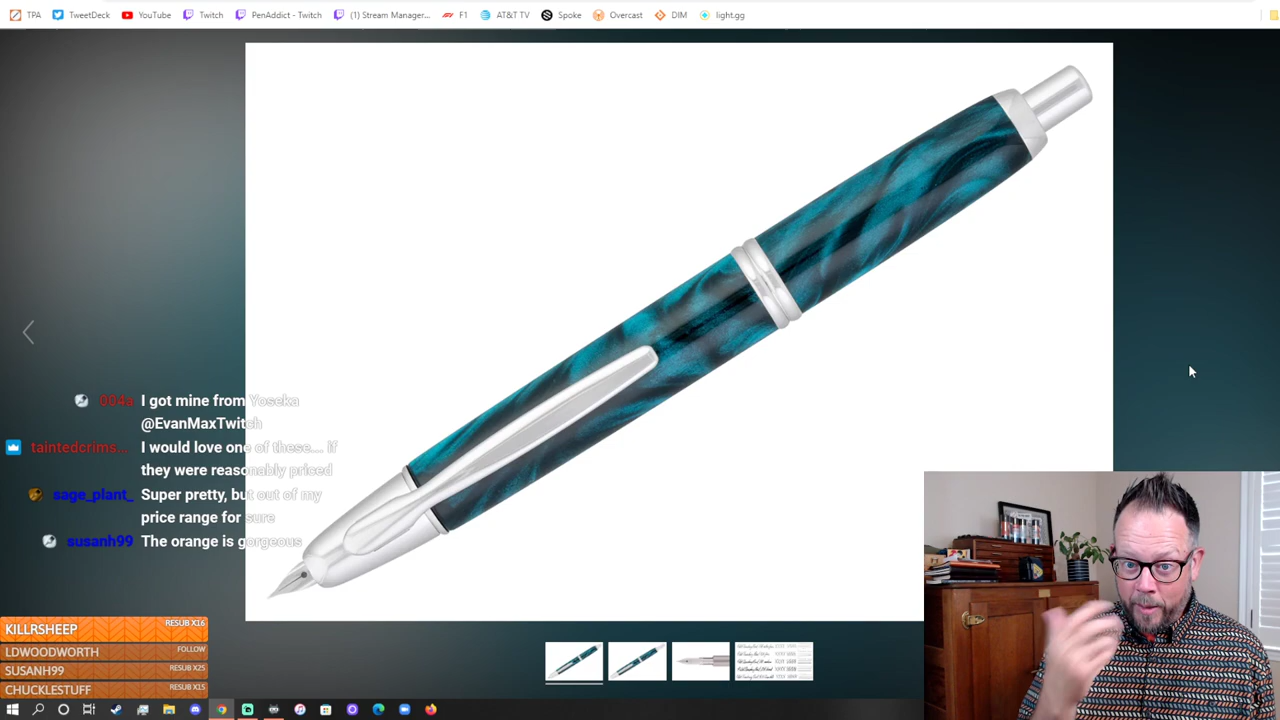 TPA TweetDeck YouTube Twitch PenAddict - Twitch (1) Stream Manager... F1 AT&T TV Spoke Overcast DIM light.gg
004a I got mine from Yoseka
@EvanMaxTwitch
taintedcrims... I would love one of these... if
they were reasonably priced
sage_plant_ Super pretty, but out of my
price range for sure
susanh99 The orange is gorgeous
KILLRSHEEP RESUB X16
LDWOODWORTH FOLLOW
SUSANH99 RESUB X25
CHUCKLESTUFF RESUB X15